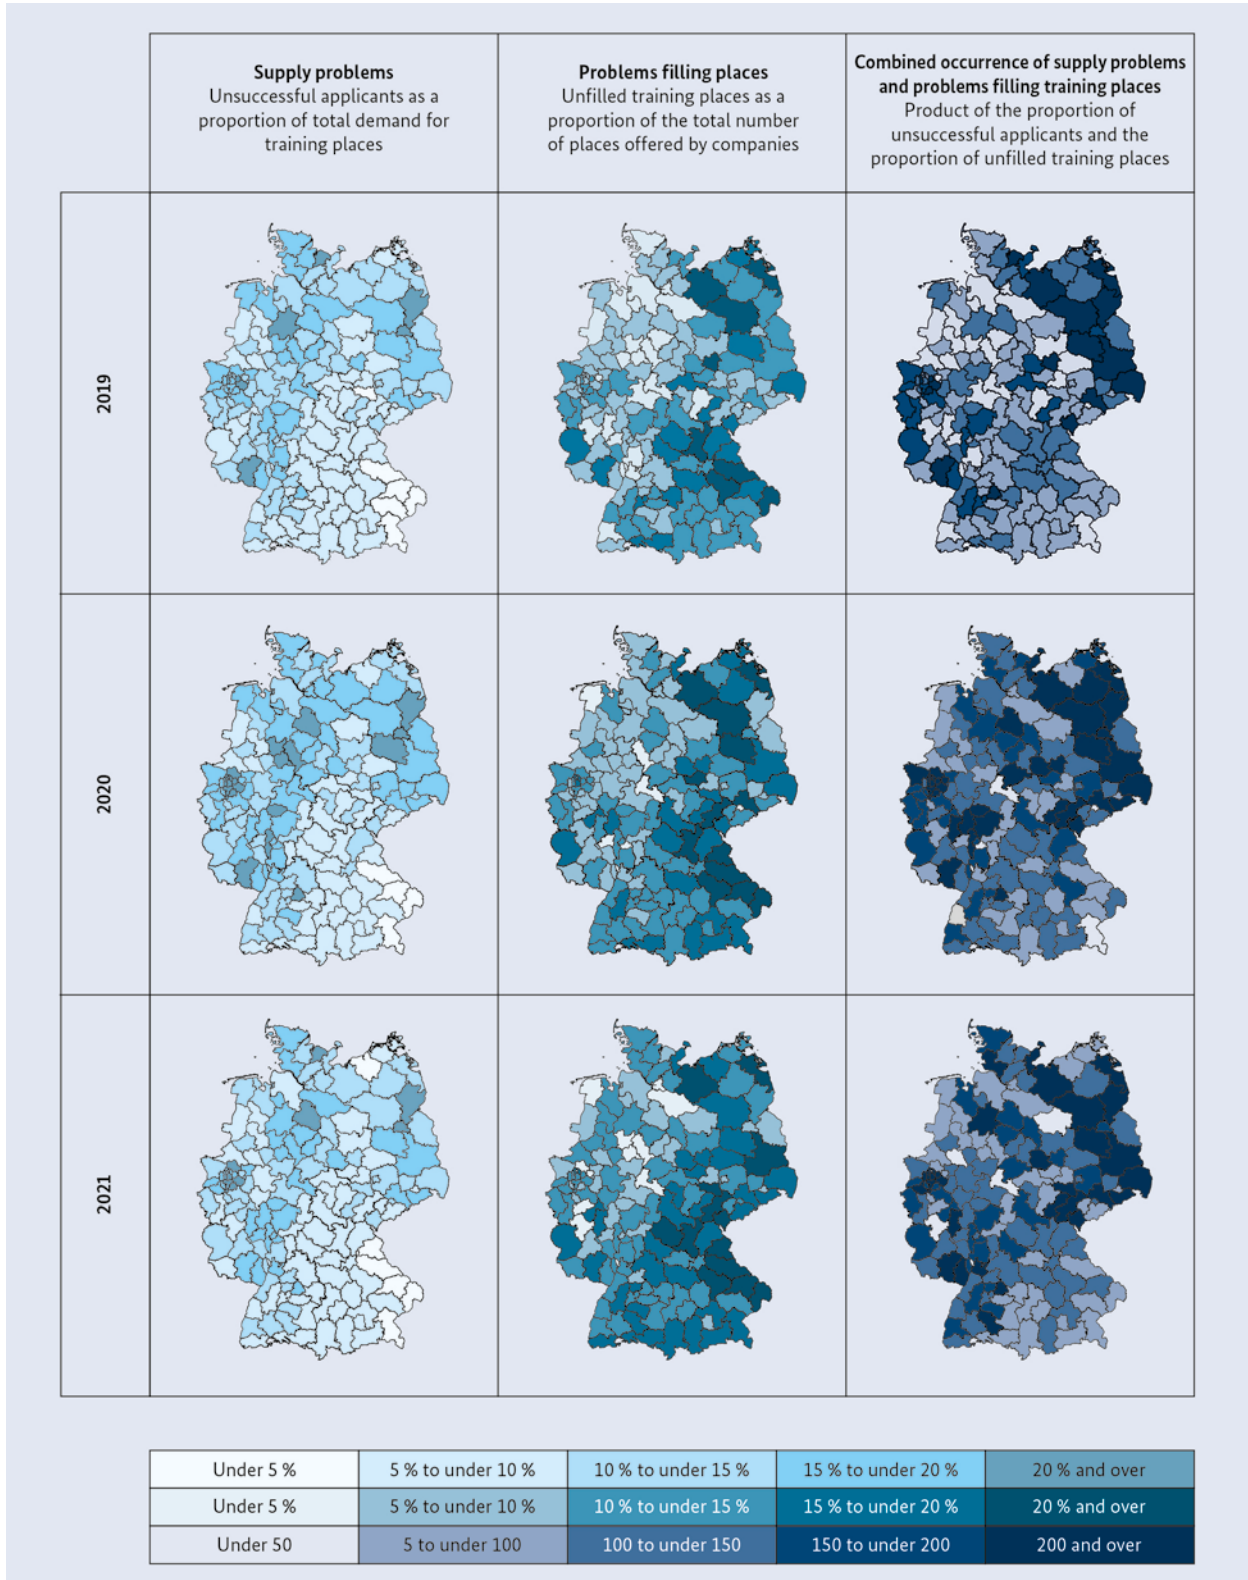 Supply problems
Unsuccessful applicants as a
proportion of total demand for
training places
Problems filling places
Unfilled training places as a
proportion of the total number
of places offered by companies
Combined occurrence of supply problems
and problems filling training places
Product of the proportion of
unsuccessful applicants and the
proportion of unfilled training places
2019
2020
2021
Under 5 %
5 % to under 10 %
10 % to under 15 %
15 % to under 20 %
20 % and over
Under 5 %
5 % to under 10 %
10 % to under 15 %
15 % to under 20 %
20 % and over
Under 50
5 to under 100
100 to under 150
150 to under 200
200 and over